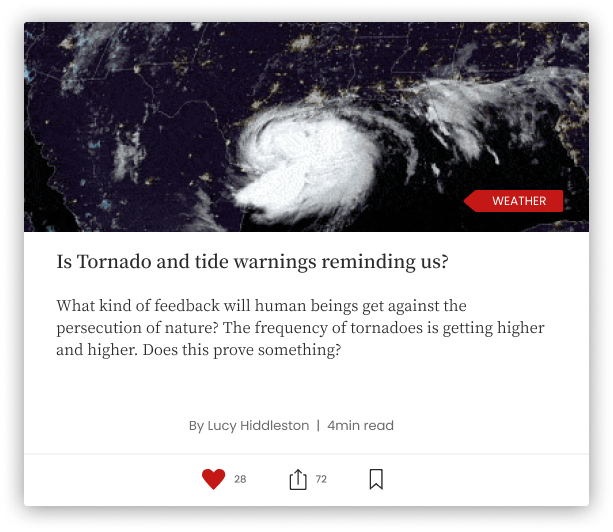 WEATHER
Is Tornado and tide warnings reminding us?
What kind of feedback will human beings get against the
persecution of nature? The frequency of tornadoes is getting higher
and higher. Does this prove something?
By Lucy Hiddleston | 4min read
28 72